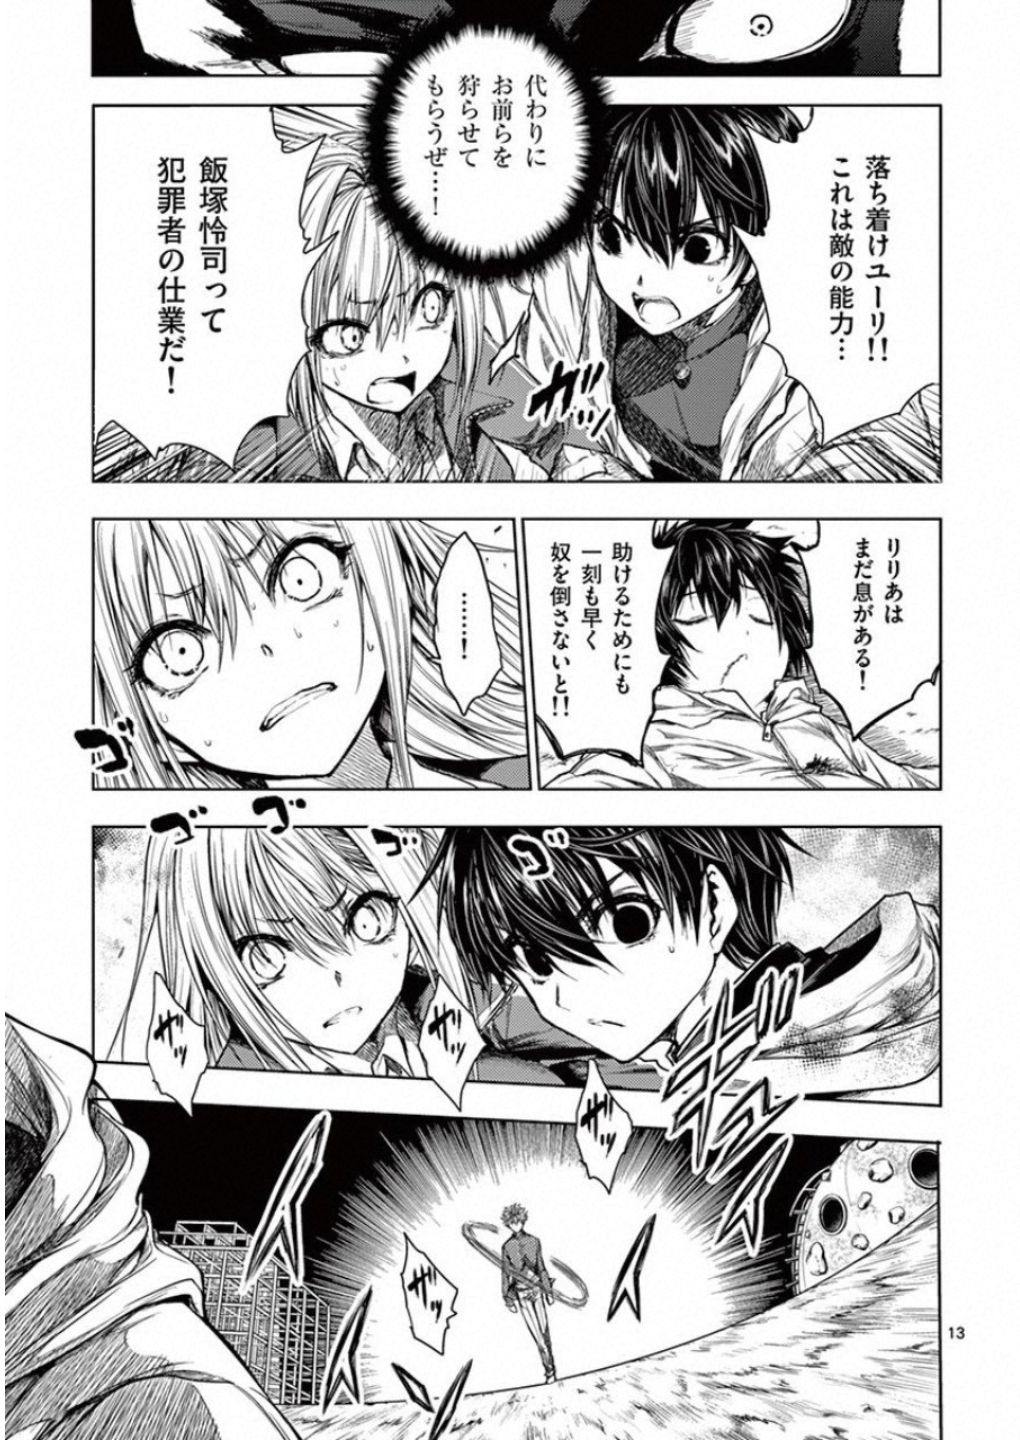 代わりに
お前らを
狩らせて
もらうぜ…!
落ち着けユーリ!!
これは敵の能力…
飯塚怜司って
犯罪者の仕業だ!
ガッ
りりあは
まだ息がある!
助けるためにも
一刻も早く
奴を倒さないと!!
………!
ゴ
ゴ
ゴ
ゴ
ゴ
ギュ
ザッ
ザッ
ザッ
ザッ
13